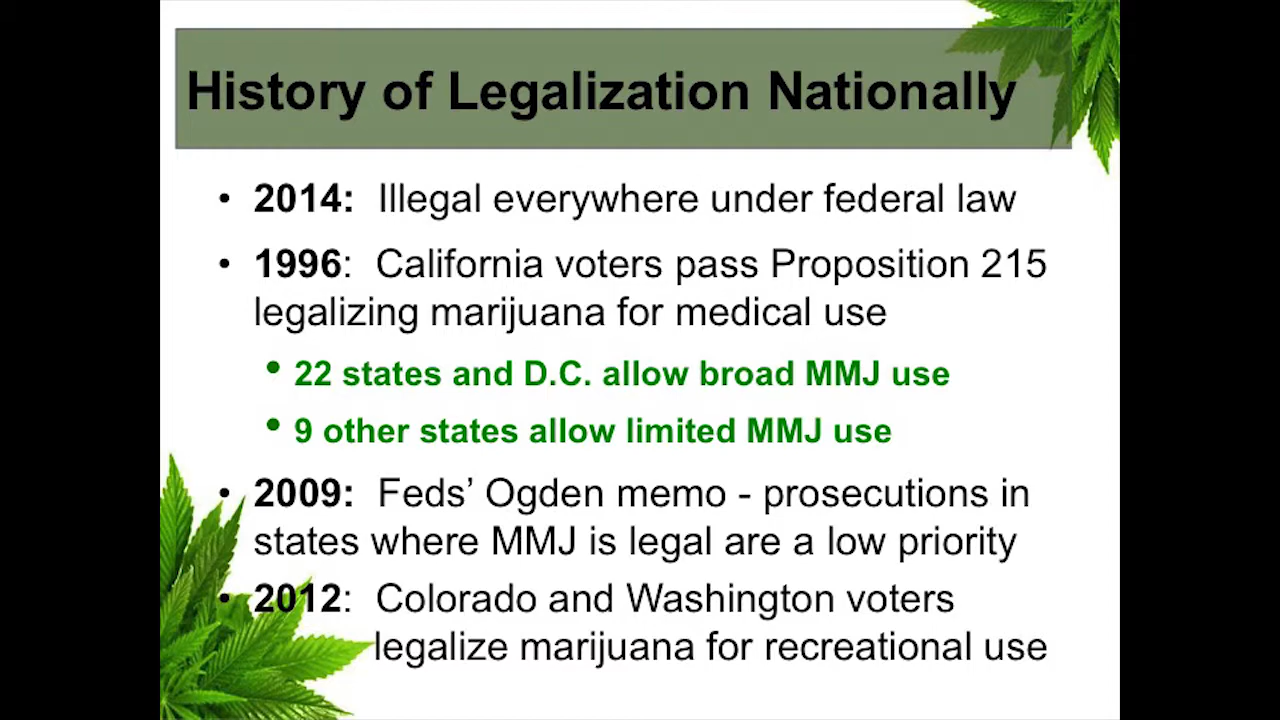 History of Legalization Nationally
• 2014: Illegal everywhere under federal law
• 1996: California voters pass Proposition 215
legalizing marijuana for medical use
• 22 states and D.C. allow broad MMJ use
• 9 other states allow limited MMJ use
• 2009: Feds’ Ogden memo - prosecutions in
states where MMJ is legal are a low priority
• 2012: Colorado and Washington voters
legalize marijuana for recreational use